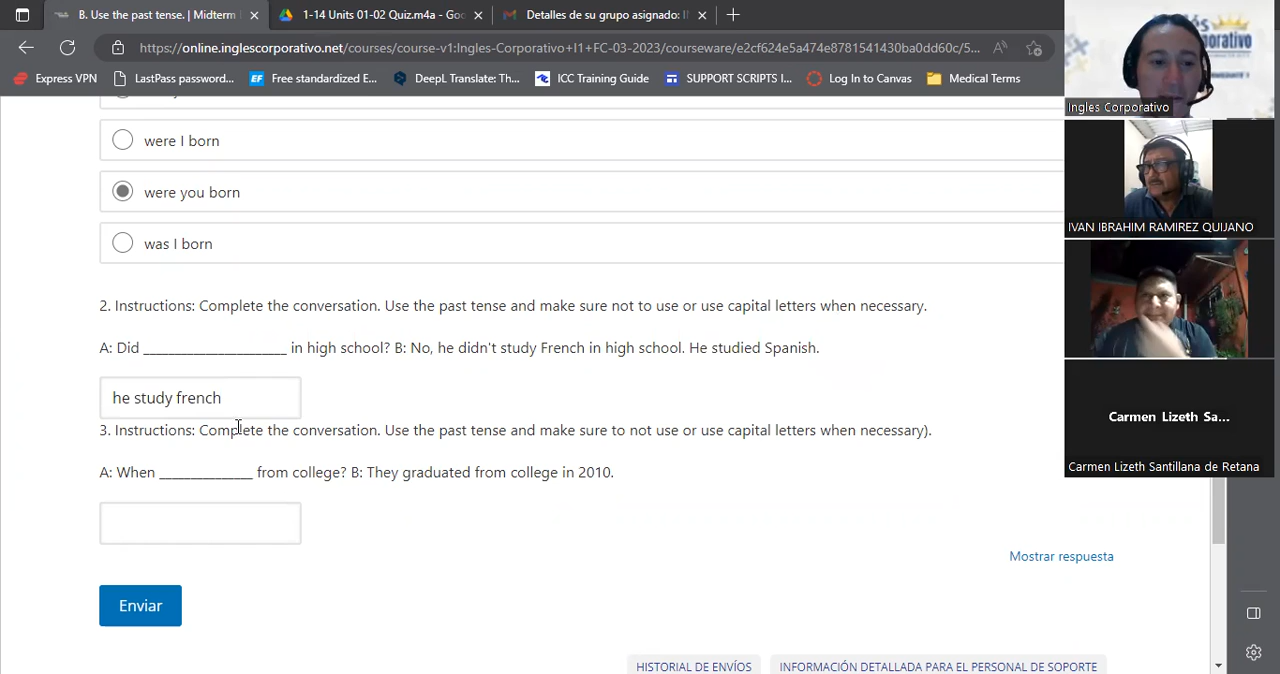 B. Use the past tense. | Midterm
1-14 Units 01-02 Quiz.m4a - Goo
Detalles de su grupo asignado: II
https://online.inglescorporativo.net/courses/course-v1:Ingles-Corporativo+I1+FC-03-2023/courseware/e2cf624e5a474e8781541430ba0dd60c/5...
Express VPN
LastPass password...
EF
Free standardized E...
DeepL Translate: Th...
ICC Training Guide
SUPPORT SCRIPTS I...
Log In to Canvas
Medical Terms
Ingles Corporativo
IVAN IBRAHIM RAMIREZ QUIJANO
Carmen Lizeth Sa...
Carmen Lizeth Santillana de Retana
were I born
were you born
was I born
2. Instructions: Complete the conversation. Use the past tense and make sure not to use or use capital letters when necessary.
A: Did ______________________ in high school? B: No, he didn't study French in high school. He studied Spanish.
he study french
3. Instructions: Complete the conversation. Use the past tense and make sure to not use or use capital letters when necessary).
A: When ______________ from college? B: They graduated from college in 2010.
Mostrar respuesta
Enviar
HISTORIAL DE ENVÍOS
INFORMACIÓN DETALLADA PARA EL PERSONAL DE SOPORTE